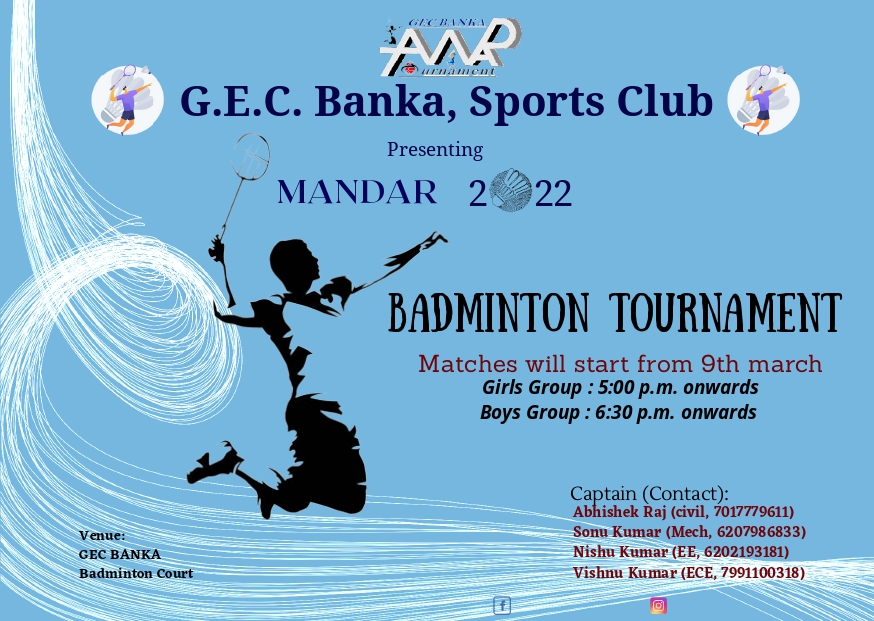 GEC BANKA
Tournament
G.E.C. Banka, Sports Club
Presenting
MANDAR 2022
BADMINTON TOURNAMENT
Matches will start from 9th march
Girls Group : 5:00 p.m. onwards
Boys Group : 6:30 p.m. onwards
Captain (Contact):
Abhishek Raj (civil, 7017779611)
Sonu Kumar (Mech, 6207986833)
Nishu Kumar (EE, 6202193181)
Vishnu Kumar (ECE, 7991100318)
Venue:
GEC BANKA
Badminton Court